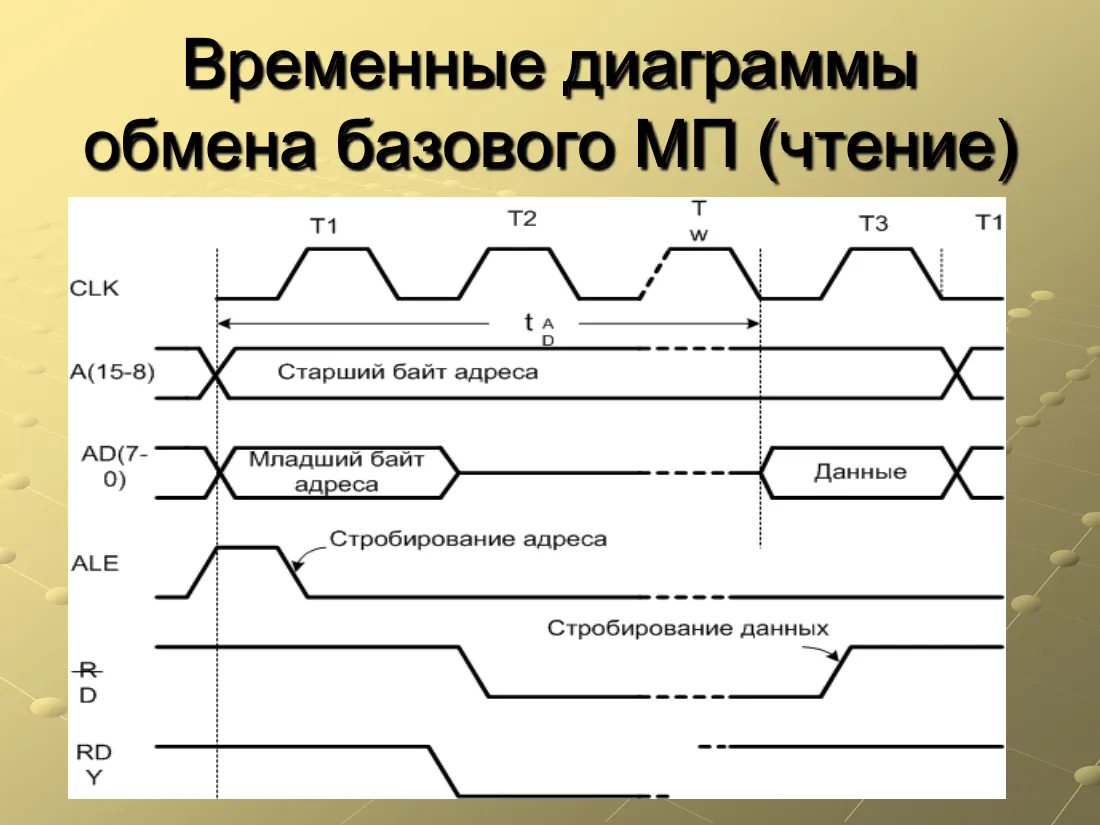 Временные диаграммы
обмена базового МП (чтение)
T1
T2
T
w
T3
T1
CLK
t A
D
A(15-8)
Старший байт адреса
AD(7-
0)
Младший байт
адреса
Данные
Стробирование адреса
ALE
Стробирование данных
R
D
RD
Y